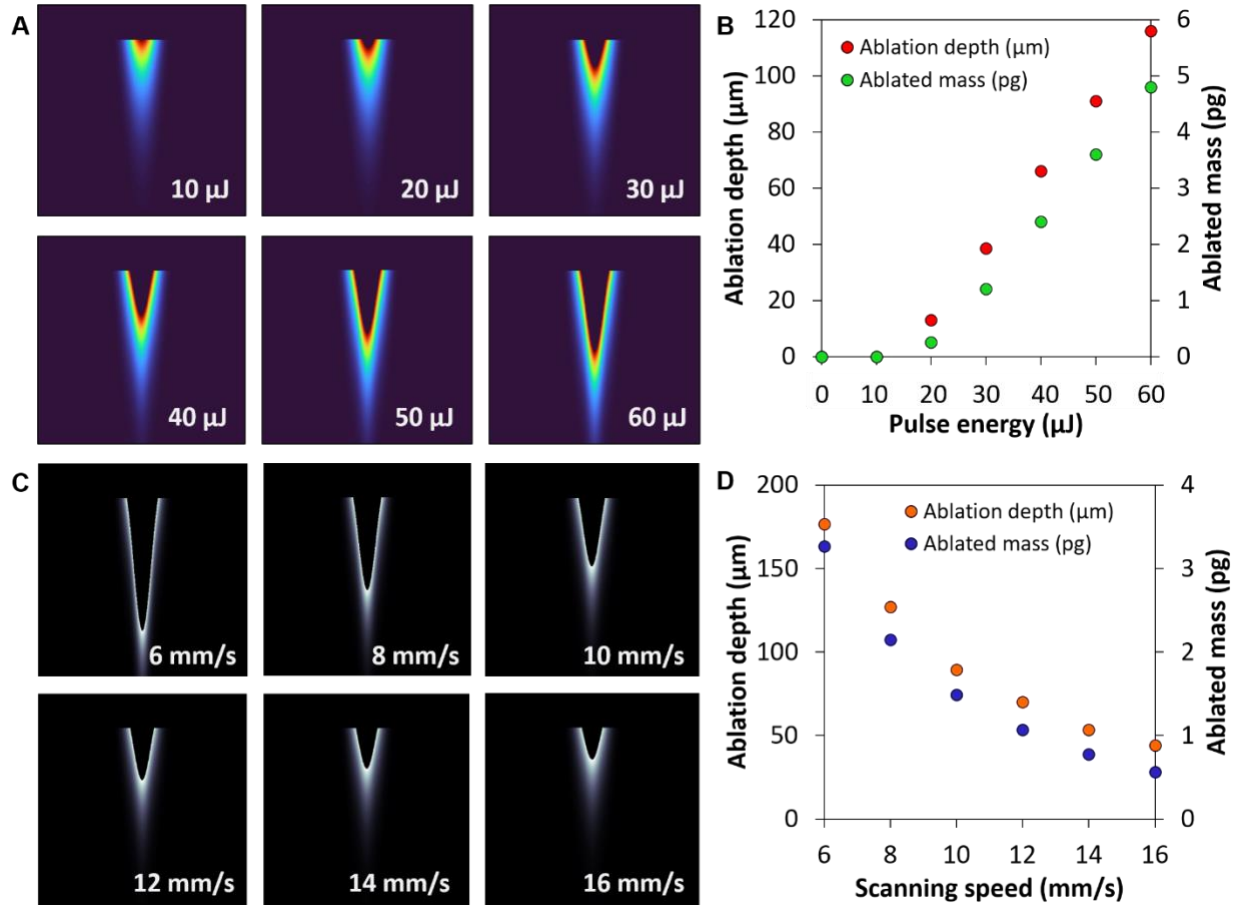 A
10 µJ
20 µJ
30 µJ
40 µJ
50 µJ
60 µJ
B
Ablation depth (µm)
Ablated mass (pg)
120
100
80
60
40
20
0
6
5
4
3
2
1
0
0 10 20 30 40 50 60
Pulse energy (µJ)
Ablation depth (µm)
Ablated mass (pg)
C
6 mm/s
8 mm/s
10 mm/s
12 mm/s
14 mm/s
16 mm/s
D
Ablation depth (µm)
Ablated mass (pg)
200
150
100
50
0
4
3
2
1
0
6 8 10 12 14 16
Scanning speed (mm/s)
Ablation depth (µm)
Ablated mass (pg)